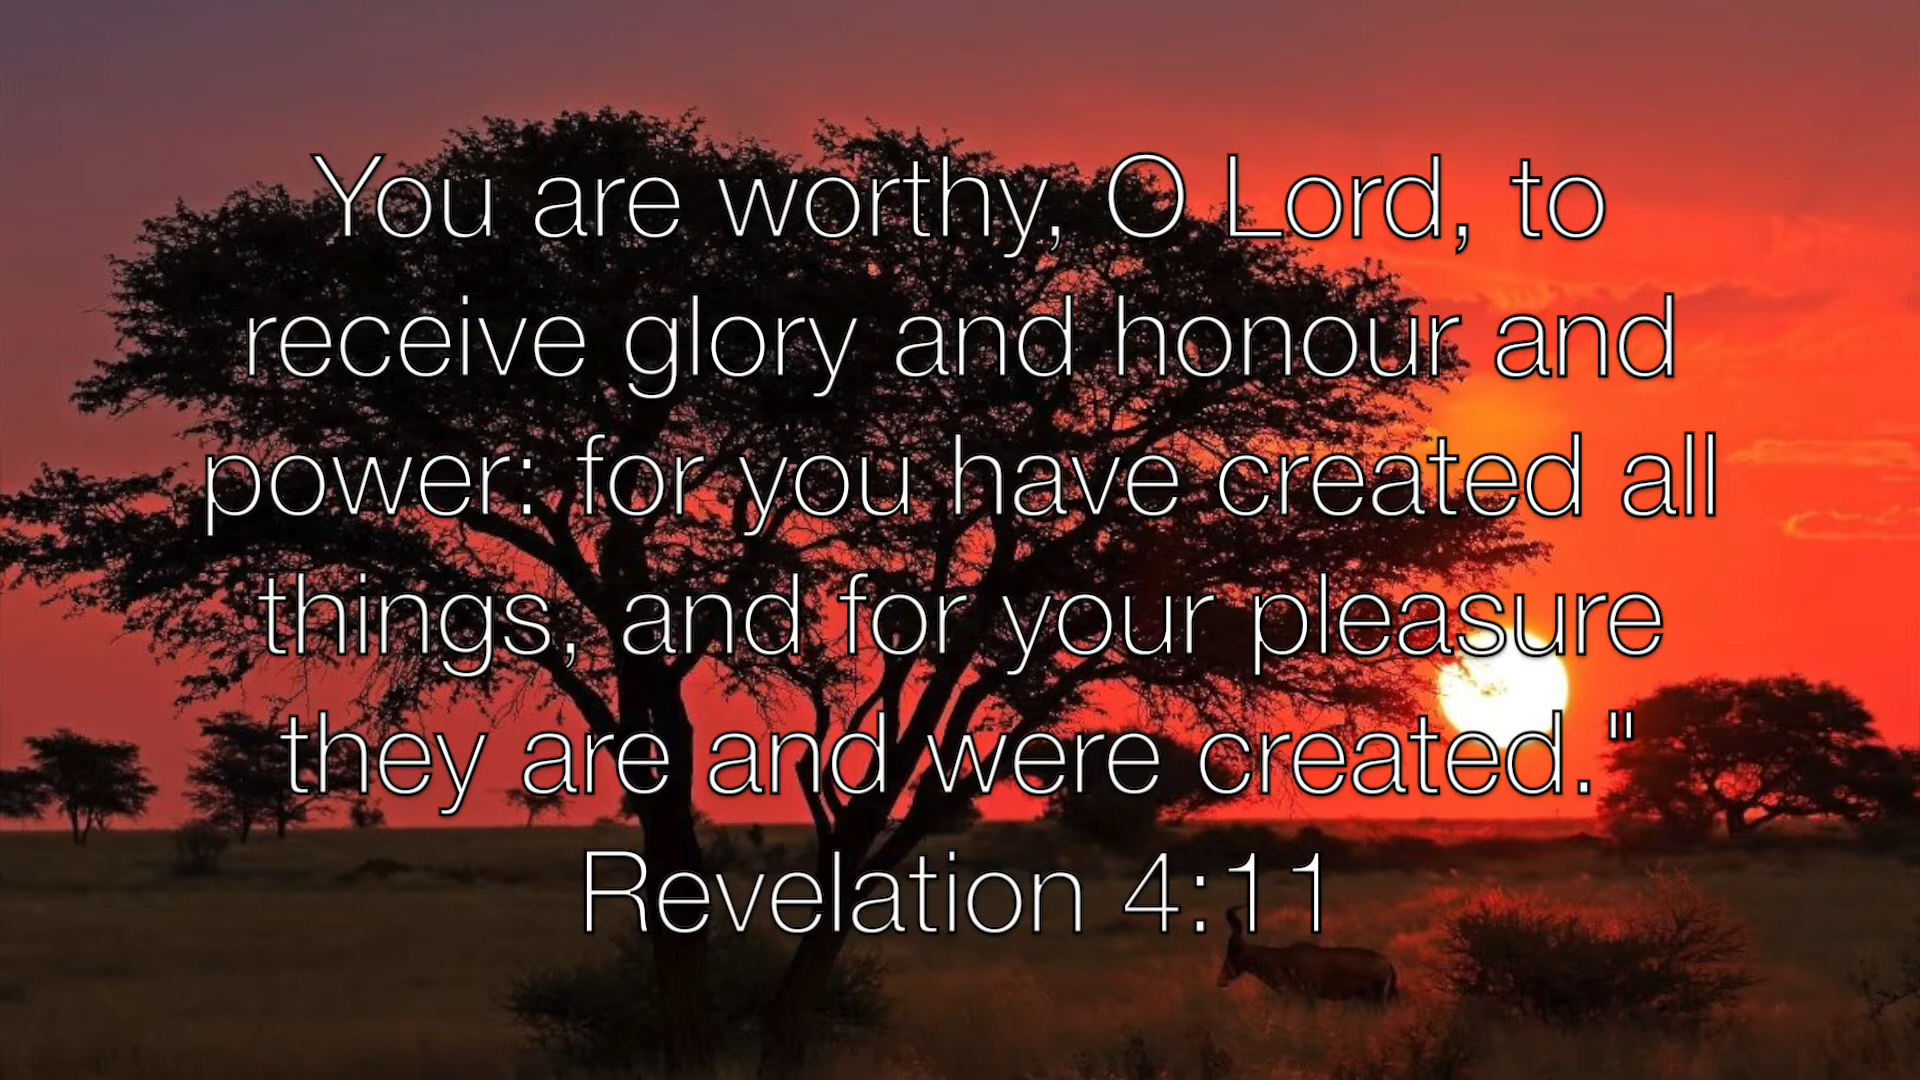 You are worthy, O Lord, to
receive glory and honour and
power: for you have created all
things, and for your pleasure
they are and were created."
Revelation 4:11